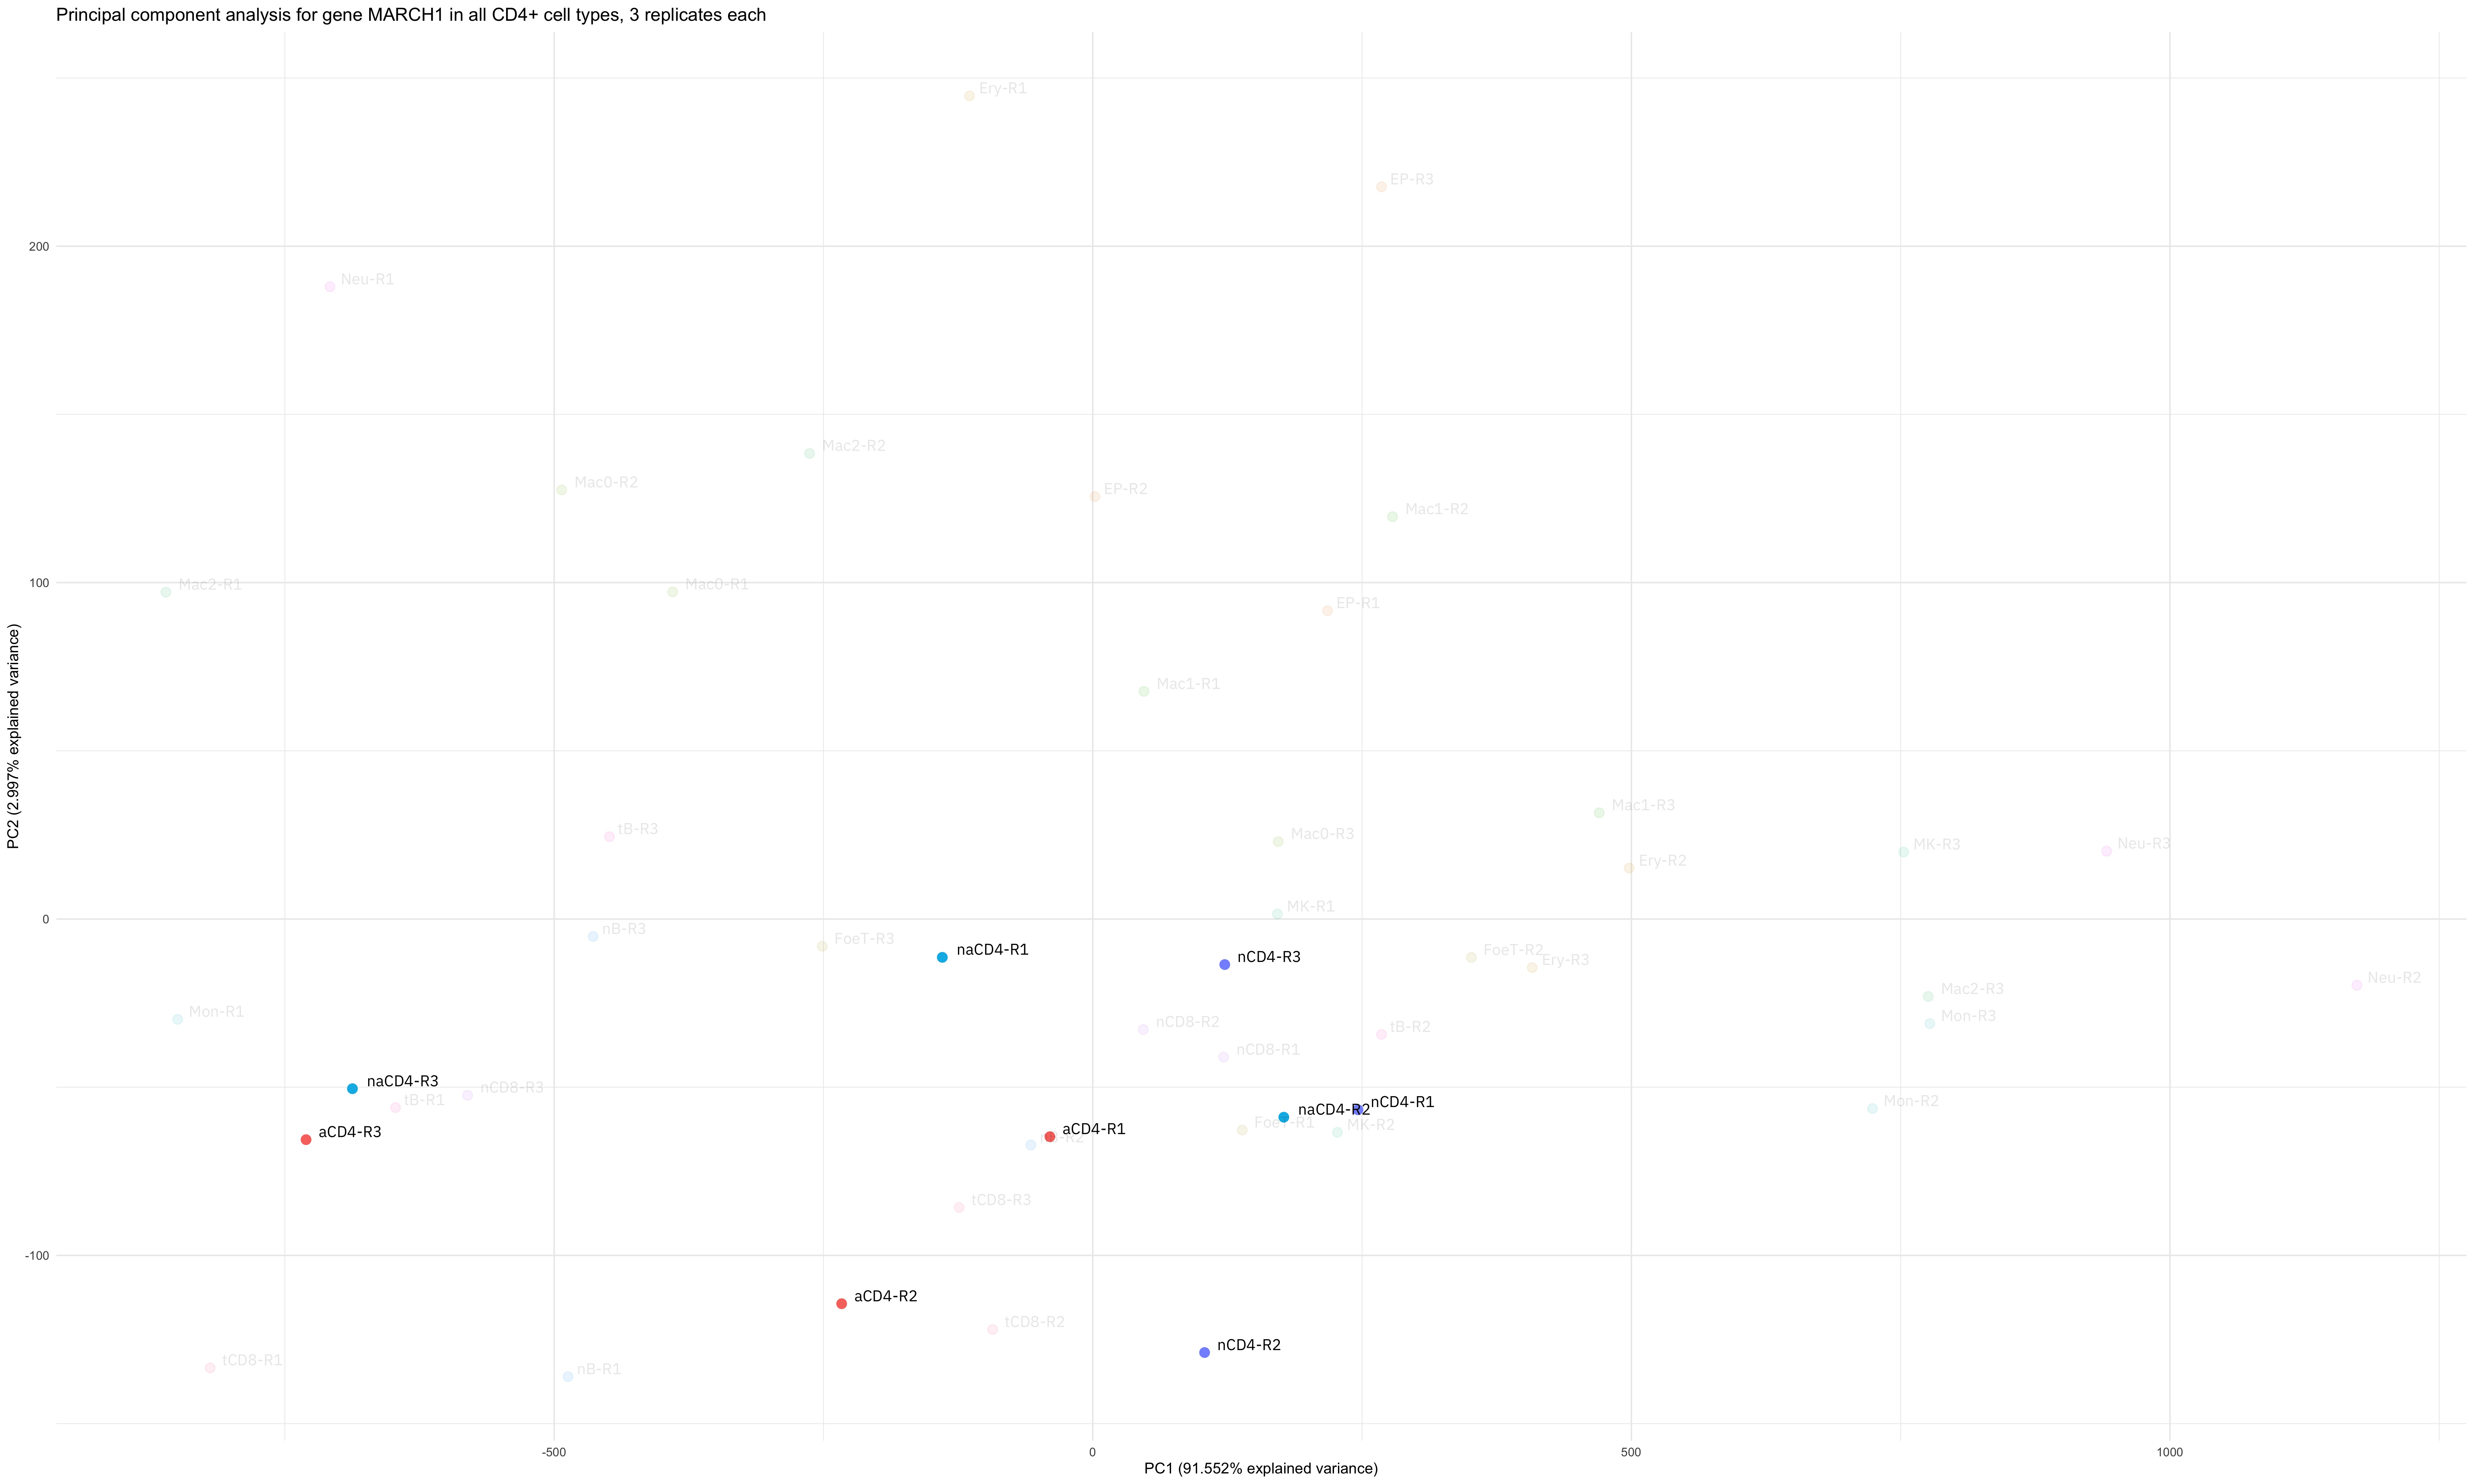 Principal component analysis for gene MARCH1 in all CD4+ cell types, 3 replicates each
Ery-R1
EP-R3
200
Neu-R1
Mac2-R2
Mac0-R2
EP-R2
Mac1-R2
100
Mac2-R1
Mac0-R1
EP-R1
Mac1-R1
PC2 (2.997% explained variance)
tB-R3
Mac1-R3
Mac0-R3
MK-R3
Neu-R3
Ery-R2
MK-R1
0
nB-R3
FoeT-R3
naCD4-R1
nCD4-R3
FoeT-R2
Ery-R3
Neu-R2
Mac2-R3
Mon-R1
Mon-R3
nCD8-R2
tB-R2
nCD8-R1
naCD4-R3
nCD8-R3
tB-R1
naCD4-R2
nCD4-R1
Mon-R2
FoeT-R1
MK-R2
aCD4-R3
aCD4-R1
tCD8-R3
-100
aCD4-R2
tCD8-R2
nCD4-R2
tCD8-R1
nB-R1
-500
0
500
1000
PC1 (91.552% explained variance)